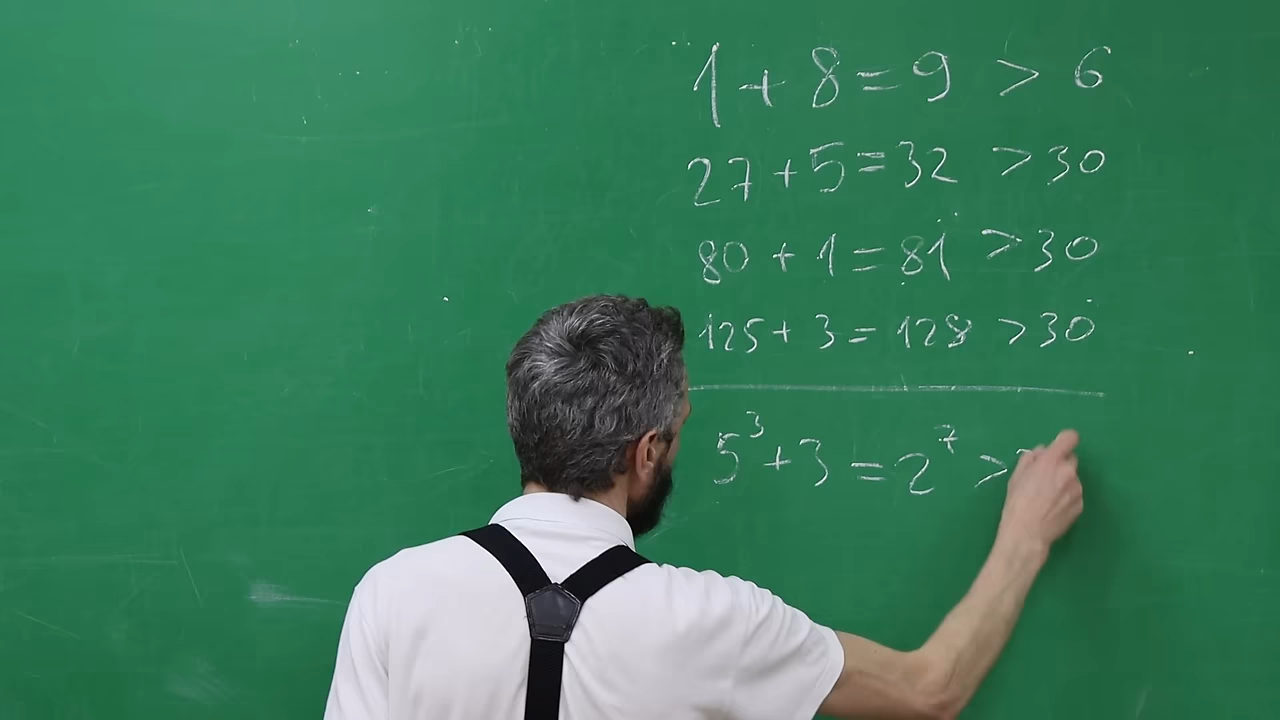 1 + 8 = 9 > 6
27 + 5 = 32 > 30
80 + 1 = 81 > 30
125 + 3 = 128 > 30
5³ + 3 = 2⁷ >